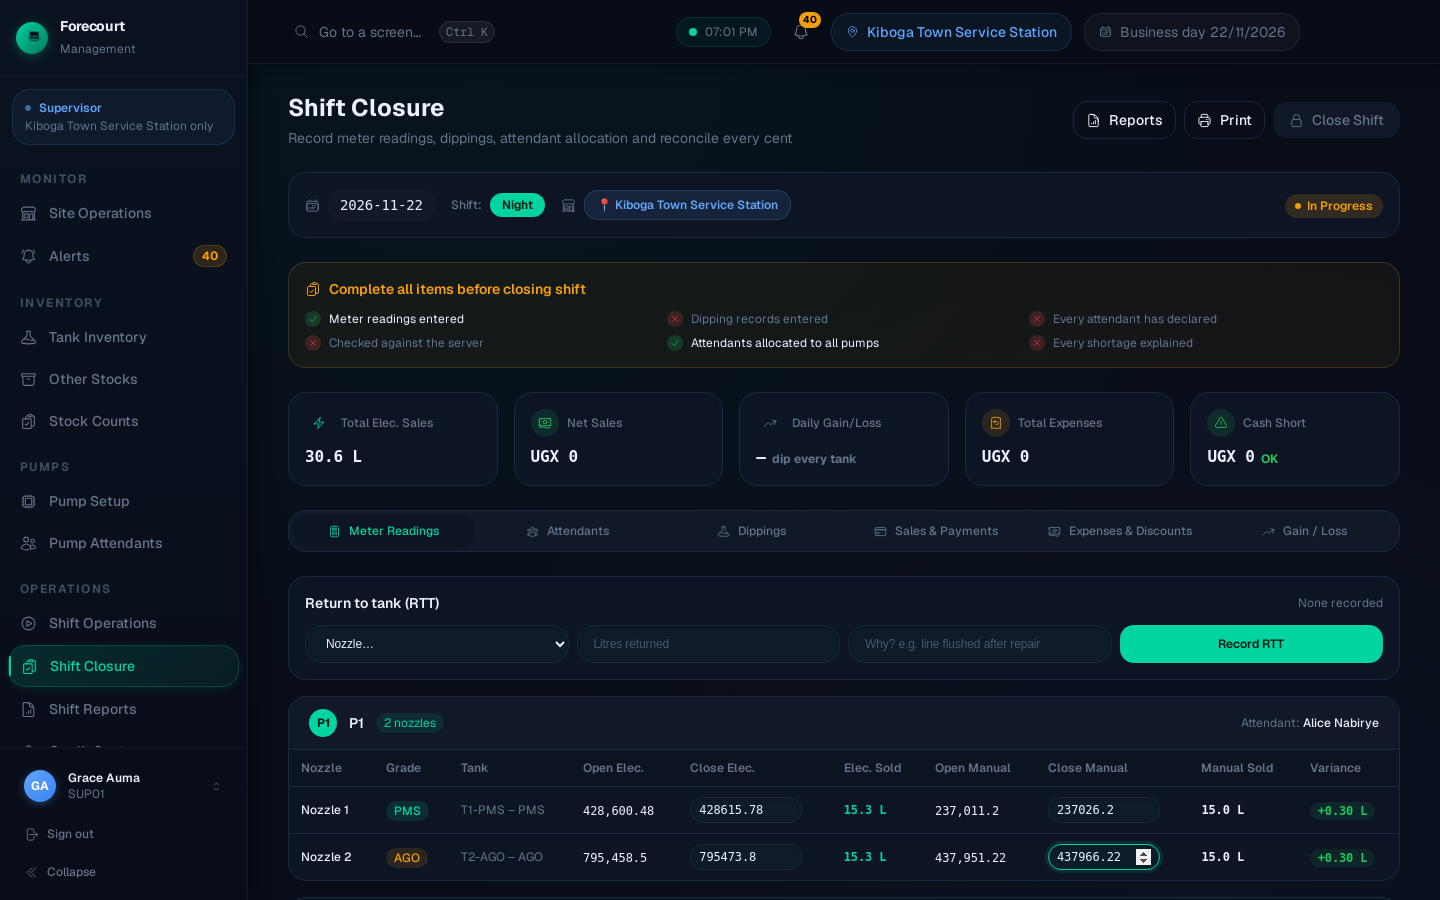 Forecourt
Management
Go to a screen... Ctrl K
07:01 PM
40
Kiboga Town Service Station
Business day 22/11/2026
Supervisor
Kiboga Town Service Station only
MONITOR
Site Operations
Alerts 40
INVENTORY
Tank Inventory
Other Stocks
Stock Counts
PUMPS
Pump Setup
Pump Attendants
OPERATIONS
Shift Operations
Shift Closure
Shift Reports
GA Grace Auma
SUP01
Sign out
Collapse
Shift Closure
Record meter readings, dippings, attendant allocation and reconcile every cent
Reports Print Close Shift
2026-11-22 Shift: Night 📍 Kiboga Town Service Station In Progress
Complete all items before closing shift
Meter readings entered Dipping records entered Every attendant has declared
Checked against the server Attendants allocated to all pumps Every shortage explained
Total Elec. Sales
30.6 L
Net Sales
UGX 0
Daily Gain/Loss
— dip every tank
Total Expenses
UGX 0
Cash Short
UGX 0 OK
Meter Readings Attendants Dippings Sales & Payments Expenses & Discounts Gain / Loss
Return to tank (RTT) None recorded
Nozzle... Litres returned Why? e.g. line flushed after repair Record RTT
P1 P1 2 nozzles Attendant: Alice Nabirye
Nozzle Grade Tank Open Elec. Close Elec. Elec. Sold Open Manual Close Manual Manual Sold Variance
Nozzle 1 PMS T1-PMS – PMS 428,600.48 428615.78 15.3 L 237,011.2 237026.2 15.0 L +0.30 L
Nozzle 2 AGO T2-AGO – AGO 795,458.5 795473.8 15.3 L 437,951.22 437966.22 15.0 L +0.30 L